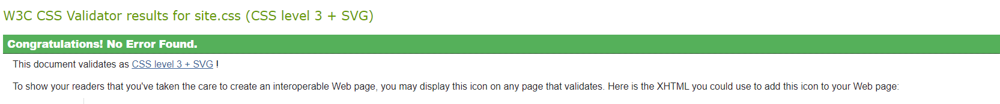 W3C CSS Validator results for site.css (CSS level 3 + SVG)
Congratulations! No Error Found.
This document validates as CSS level 3 + SVG !
To show your readers that you've taken the care to create an interoperable Web page, you may display this icon on any page that validates. Here is the XHTML you could use to add this icon to your Web page: